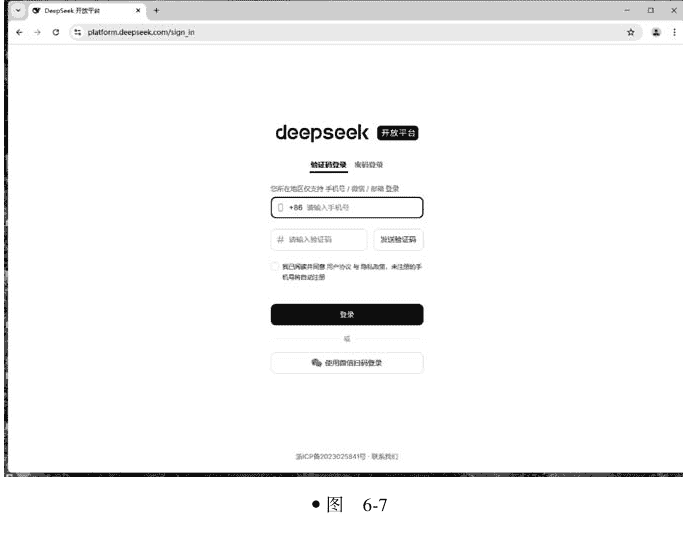 DeepSeek 开放平台
platform.deepseek.com/sign_in
deepseek 开放平台
验证码登录 密码登录
您所在地区仅支持 手机号 / 微信 / 邮箱 登录
+86 请输入手机号
# 请输入验证码 发送验证码
我已阅读并同意 用户协议 与 隐私政策，未注册的手
机号将自动注册
登录
或
使用微信扫码登录
浙ICP备2023025841号 · 联系我们
●图 6-7